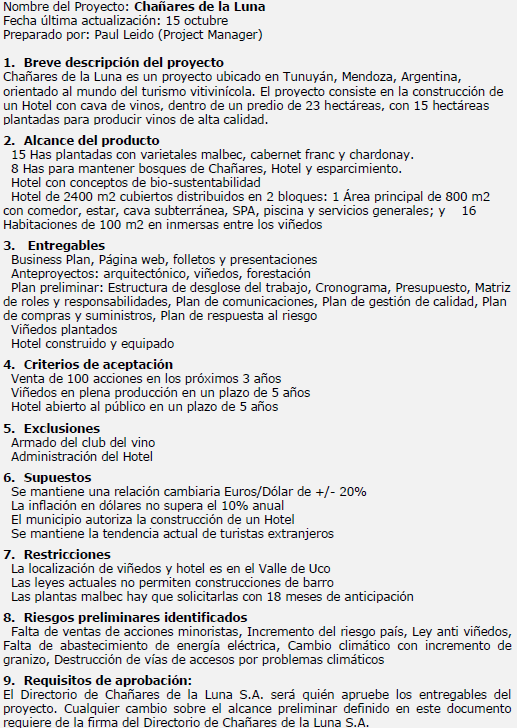 Nombre del Proyecto: Chañares de la Luna
Fecha última actualización: 15 octubre
Preparado por: Paul Leido (Project Manager)
1. Breve descripción del proyecto
Chañares de la Luna es un proyecto ubicado en Tunuyán, Mendoza, Argentina,
orientado al mundo del turismo vitivinícola. El proyecto consiste en la construcción de
un Hotel con cava de vinos, dentro de un predio de 23 hectáreas, con 15 hectáreas
plantadas para producir vinos de alta calidad.
2. Alcance del producto
15 Has plantadas con varietales malbec, cabernet franc y chardonay.
8 Has para mantener bosques de Chañares, Hotel y esparcimiento.
Hotel con conceptos de bio-sustentabilidad
Hotel de 2400 m2 cubiertos distribuidos en 2 bloques: 1 Área principal de 800 m2
con comedor, estar, cava subterránea, SPA, piscina y servicios generales; y 16
Habitaciones de 100 m2 en inmersas entre los viñedos
3. Entregables
Business Plan, Página web, folletos y presentaciones
Anteproyectos: arquitectónico, viñedos, forestación
Plan preliminar: Estructura de desglose del trabajo, Cronograma, Presupuesto, Matriz
de roles y responsabilidades, Plan de comunicaciones, Plan de gestión de calidad, Plan
de compras y suministros, Plan de respuesta al riesgo
Viñedos plantados
Hotel construido y equipado
4. Criterios de aceptación
Venta de 100 acciones en los próximos 3 años
Viñedos en plena producción en un plazo de 5 años
Hotel abierto al público en un plazo de 5 años
5. Exclusiones
Armado del club del vino
Administración del Hotel
6. Supuestos
Se mantiene una relación cambiaria Euros/Dólar de +/- 20%
La inflación en dólares no supera el 10% anual
El municipio autoriza la construcción de un Hotel
Se mantiene la tendencia actual de turistas extranjeros
7. Restricciones
La localización de viñedos y hotel es en el Valle de Uco
Las leyes actuales no permiten construcciones de barro
Las plantas malbec hay que solicitarlas con 18 meses de anticipación
8. Riesgos preliminares identificados
Falta de ventas de acciones minoristas, Incremento del riesgo país, Ley anti viñedos,
Falta de abastecimiento de energía eléctrica, Cambio climático con incremento de
granizo, Destrucción de vías de accesos por problemas climáticos
9. Requisitos de aprobación:
El Directorio de Chañares de la Luna S.A. será quién apruebe los entregables del
proyecto. Cualquier cambio sobre el alcance preliminar definido en este documento
requiere de la firma del Directorio de Chañares de la Luna S.A.